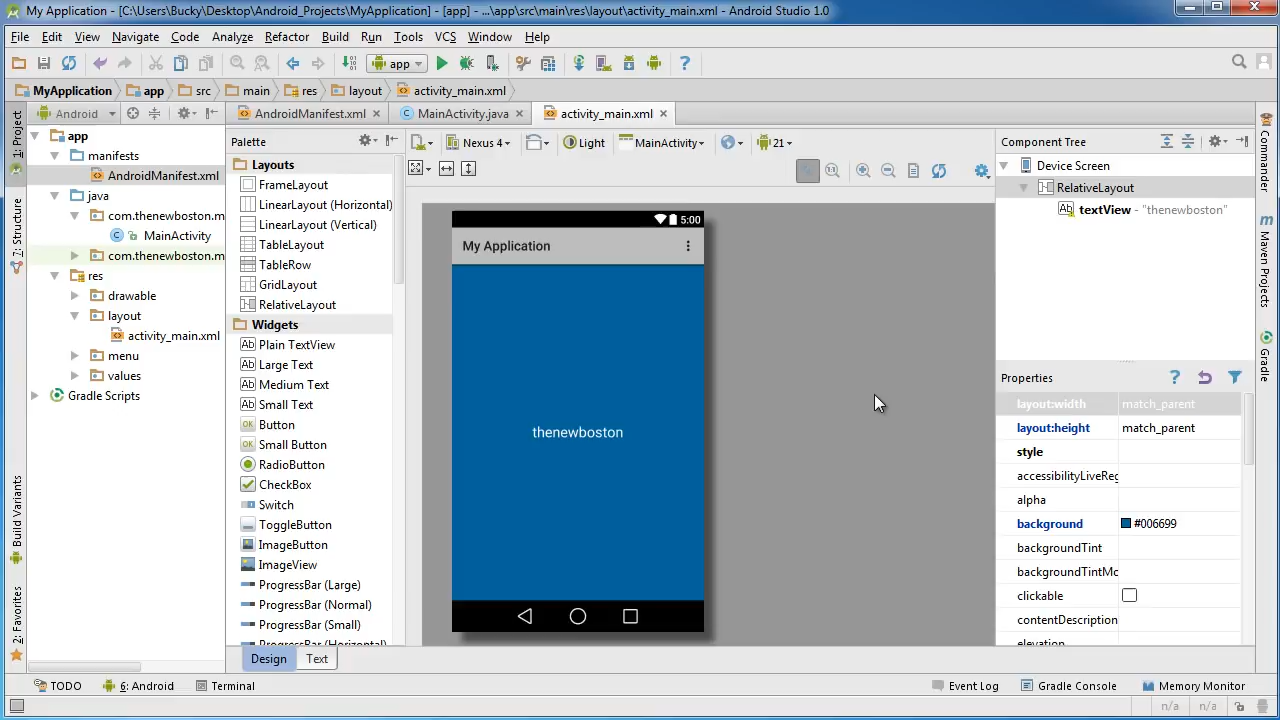 My Application - [C:\Users\Bucky\Desktop\Android_Projects\MyApplication] - [app] - ...\app\src\main\res\layout\activity_main.xml - Android Studio 1.0
File Edit View Navigate Code Analyze Refactor Build Run Tools VCS Window Help
app
MyApplication app src main res layout activity_main.xml
Android
AndroidManifest.xml MainActivity.java activity_main.xml
1: Project
7: Structure
Build Variants
2: Favorites
app
manifests
AndroidManifest.xml
java
com.thenewboston.m
MainActivity
com.thenewboston.m
res
drawable
layout
activity_main.xml
menu
values
Gradle Scripts
Palette
Layouts
FrameLayout
LinearLayout (Horizontal)
LinearLayout (Vertical)
TableLayout
TableRow
GridLayout
RelativeLayout
Widgets
Plain TextView
Large Text
Medium Text
Small Text
Button
Small Button
RadioButton
CheckBox
Switch
ToggleButton
ImageButton
ImageView
ProgressBar (Large)
ProgressBar (Normal)
ProgressBar (Small)
ProgressBar (Horizontal)
Design Text
Nexus 4 Light MainActivity 21
5:00
My Application
thenewboston
Component Tree
Device Screen
RelativeLayout
textView - "thenewboston"
Properties
layout:width match_parent
layout:height match_parent
style
accessibilityLiveReg
alpha
background #006699
backgroundTint
backgroundTintMo
clickable
contentDescription
elevation
Commander
Maven Projects
Gradle
TODO 6: Android Terminal Event Log Gradle Console Memory Monitor
n/a n/a